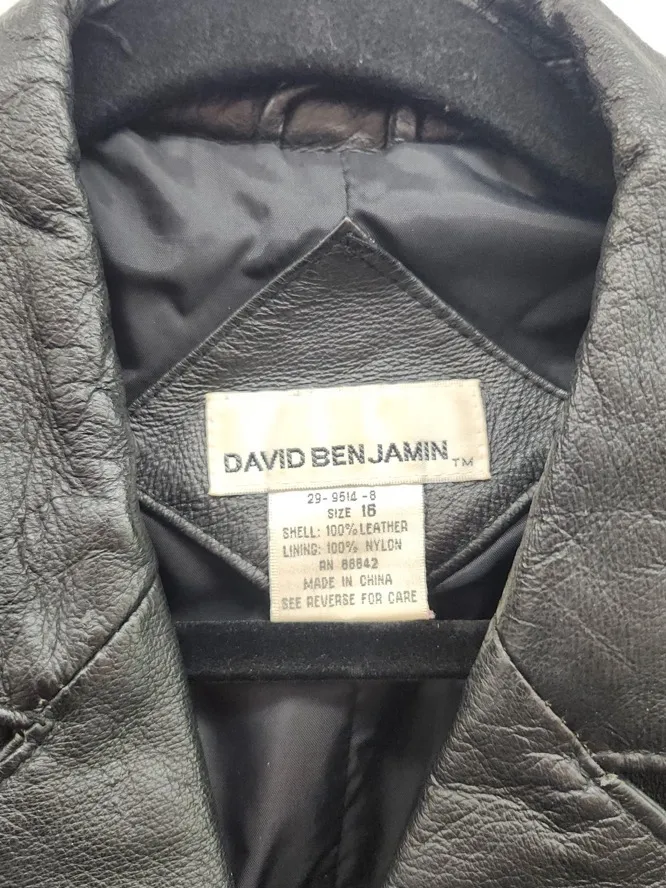 DAVID BENJAMIN TM
29-9514-8
SIZE 16
SHELL: 100% LEATHER
LINING: 100% NYLON
RN 88842
MADE IN CHINA
SEE REVERSE FOR CARE